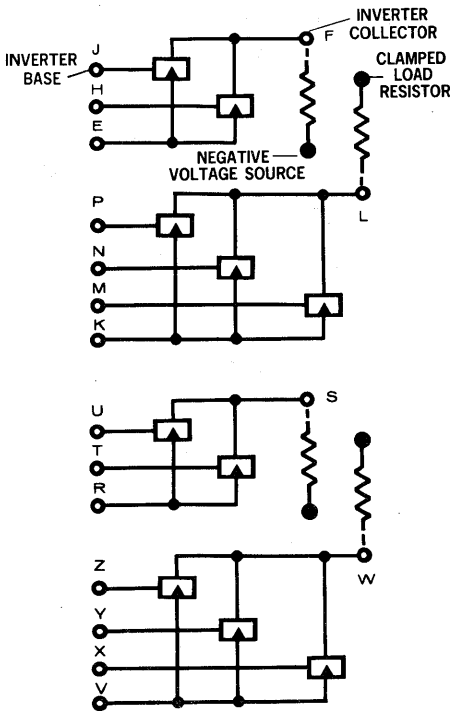 INVERTER
COLLECTOR
F
J
INVERTER
BASE
CLAMPED
LOAD
RESISTOR
H
E
NEGATIVE
VOLTAGE SOURCE
P
L
N
M
K
S
U
T
R
W
Z
Y
X
V